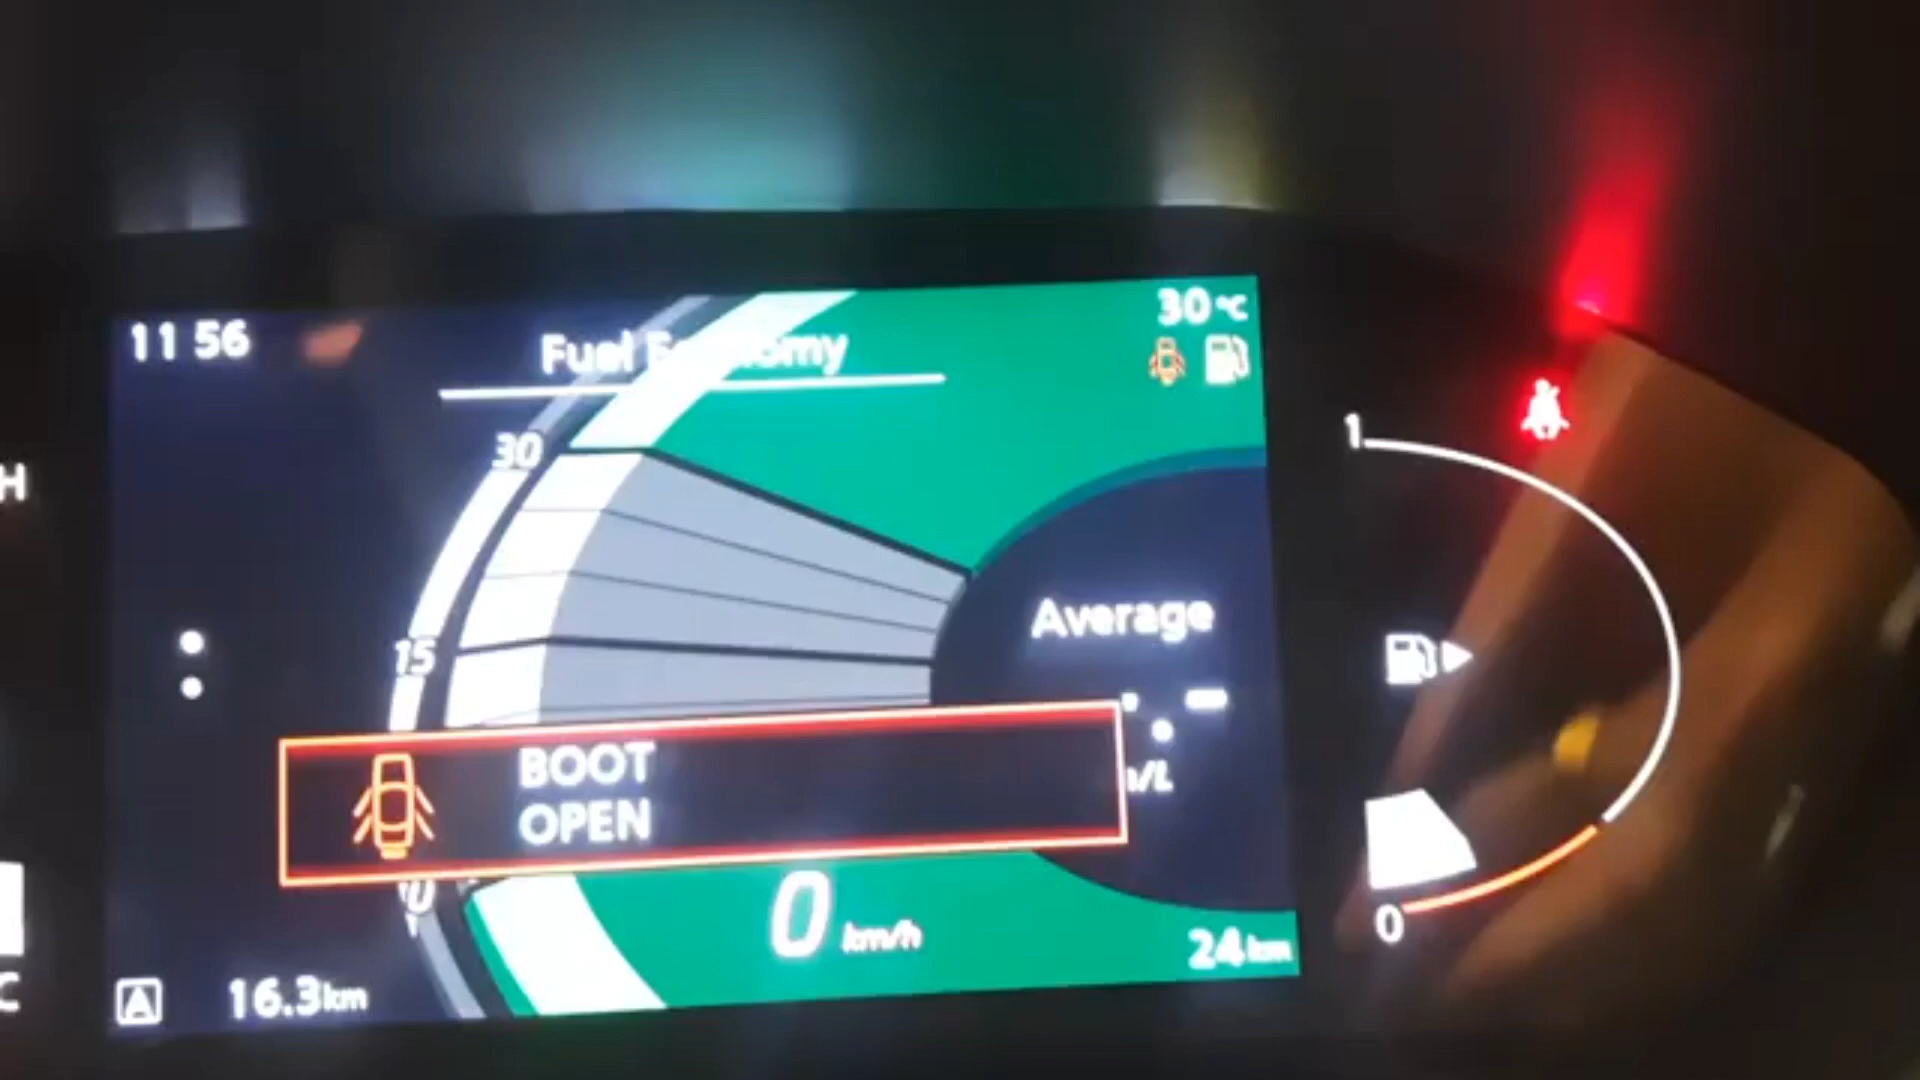 11 56
30 °C
Fuel Economy
H
30
1
15
Average
BOOT
OPEN
0 km/h
0
C
A
16.3km
24km